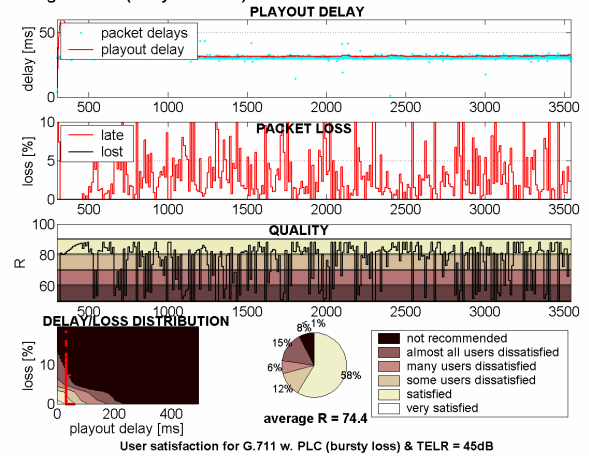 PLAYOUT DELAY
packet delays
playout delay
delay [ms]
50
0
500 1000 1500 2000 2500 3000 3500
PACKET LOSS
late
lost
loss [%]
10
5
0
500 1000 1500 2000 2500 3000 3500
QUALITY
R
100
80
60
500 1000 1500 2000 2500 3000 3500
DELAY/LOSS DISTRIBUTION
loss [%]
10
0
0 200 400
playout delay [ms]
8% ~1%
15%
6%
12%
58%
average R = 74.4
not recommended
almost all users dissatisfied
many users dissatisfied
some users dissatisfied
satisfied
very satisfied
User satisfaction for G.711 w. PLC (bursty loss) & TELR = 45dB